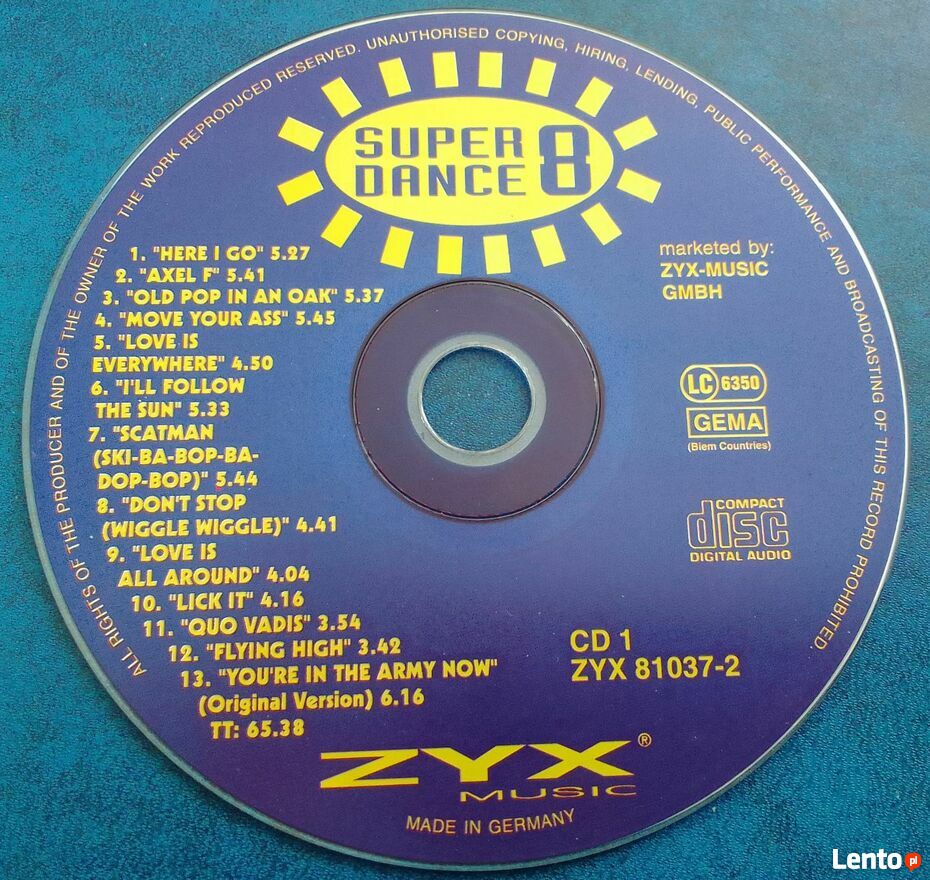 ALL RIGHTS OF THE PRODUCER AND OF THE OWNER OF THE WORK REPRODUCED RESERVED. UNAUTHORISED COPYING, HIRING, LENDING, PUBLIC PERFORMANCE AND BROADCASTING OF THIS RECORD PROHIBITED.
SUPER
DANCE 8
1. "HERE I GO" 5.27
2. "AXEL F" 5.41
3. "OLD POP IN AN OAK" 5.37
4. "MOVE YOUR ASS" 5.45
5. "LOVE IS
EVERYWHERE" 4.50
6. "I'LL FOLLOW
THE SUN" 5.33
7. "SCATMAN
(SKI-BA-BOP-BA-
DOP-BOP)" 5.44
8. "DON'T STOP
(WIGGLE WIGGLE)" 4.41
9. "LOVE IS
ALL AROUND" 4.04
10. "LICK IT" 4.16
11. "QUO VADIS" 3.54
12. "FLYING HIGH" 3.42
13. "YOU'RE IN THE ARMY NOW"
(Original Version) 6.16
TT: 65.38
marketed by:
ZYX-MUSIC
GMBH
LC 6350
GEMA
(Biem Countries)
COMPACT
disc
DIGITAL AUDIO
CD 1
ZYX 81037-2
ZYX®
MUSIC
MADE IN GERMANY
Lento pl